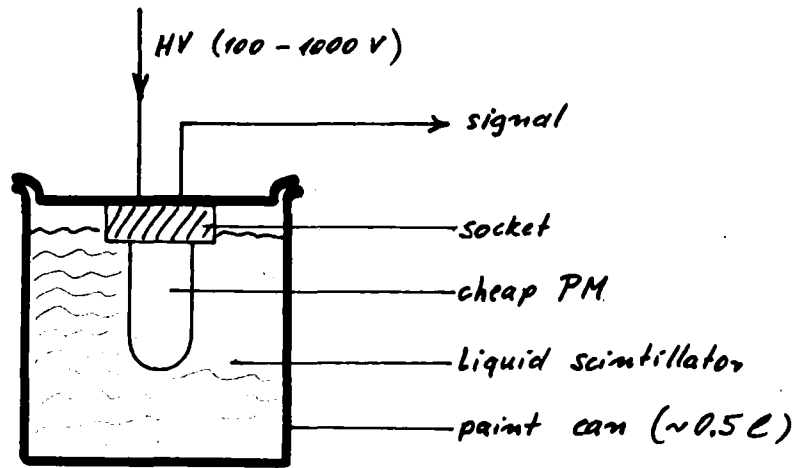 HV (100 - 1000 V)
signal
socket
cheap PM
liquid scintillator
paint can (~0.5 l)